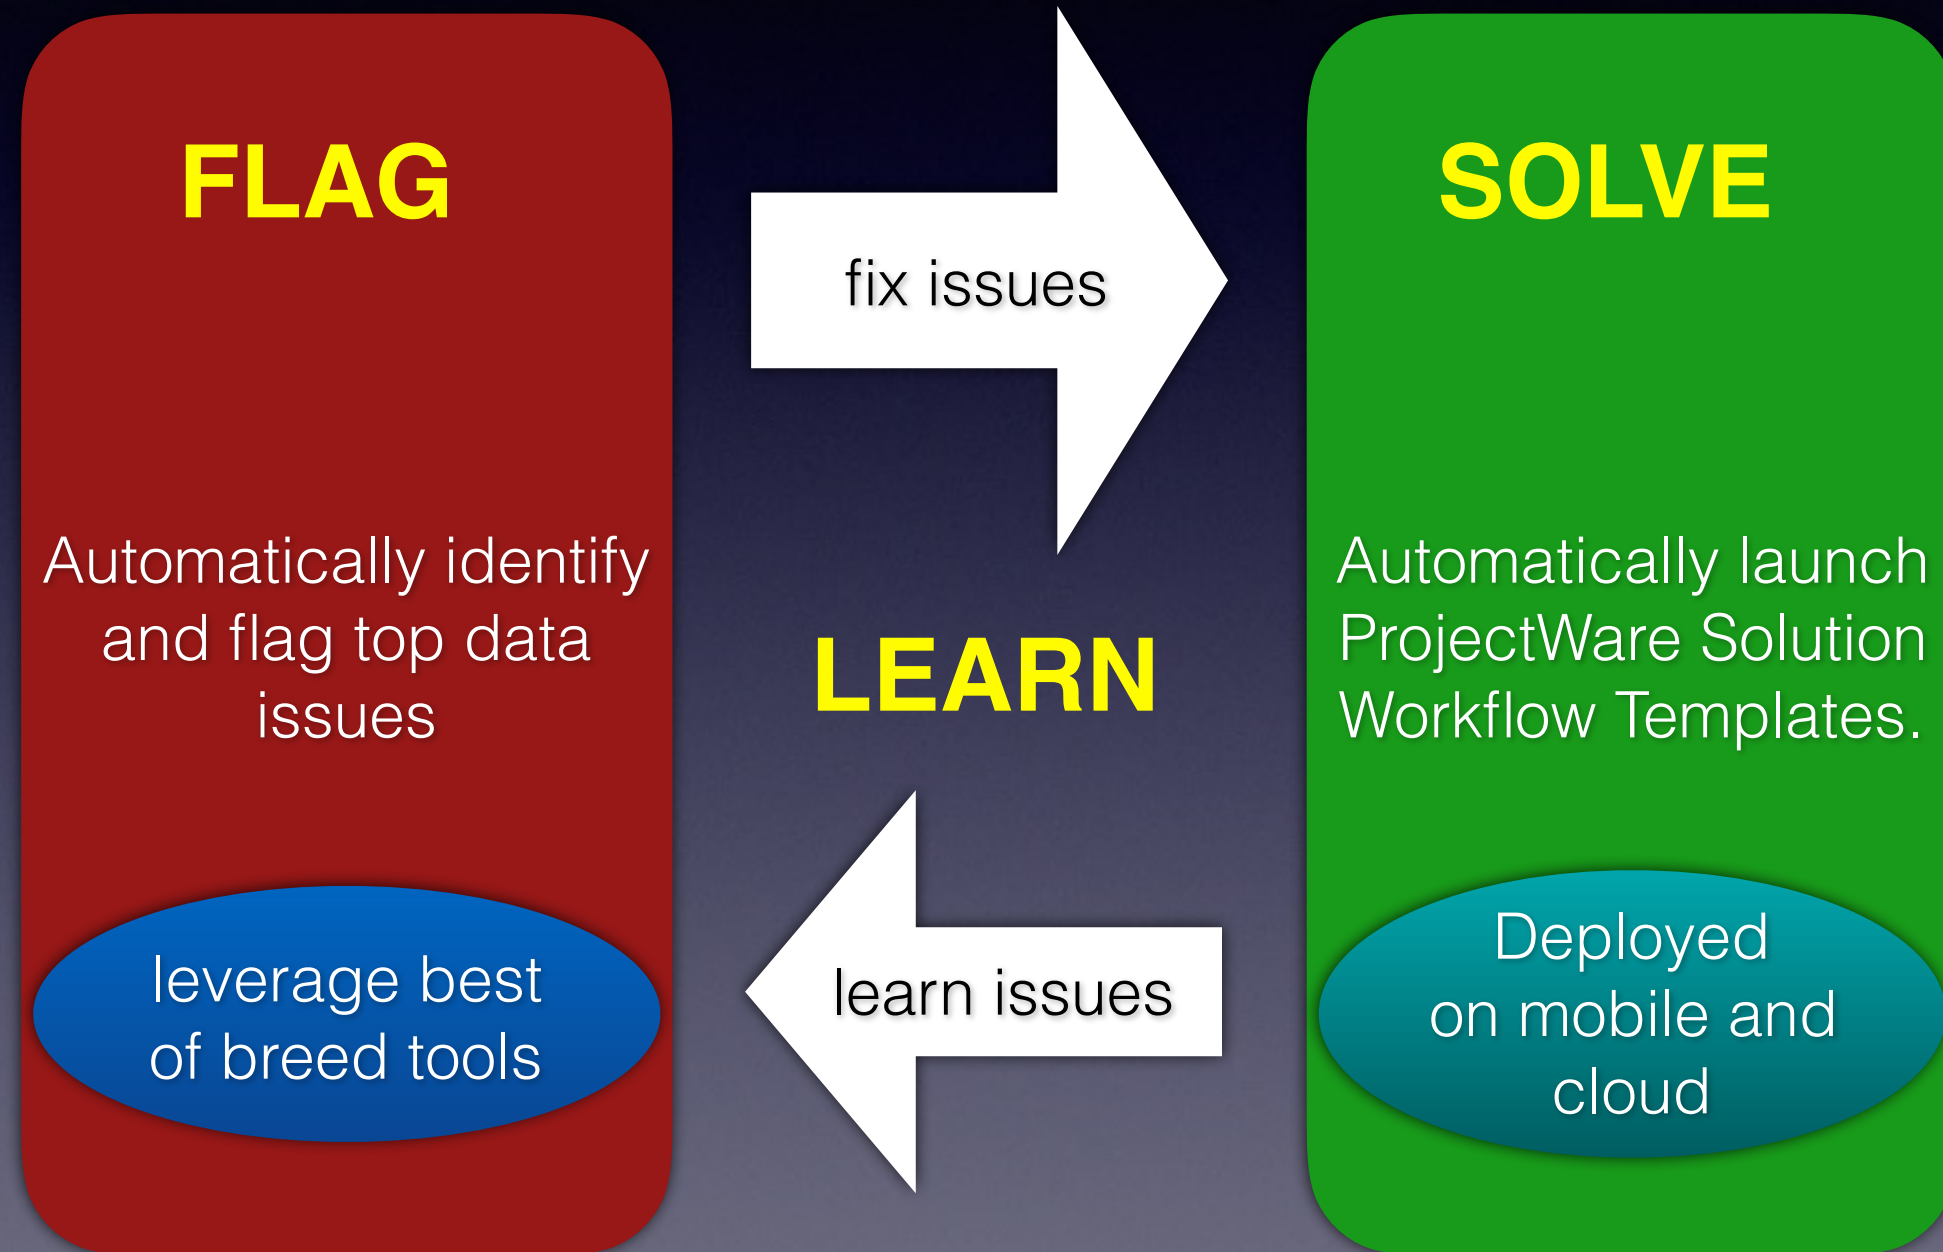 FLAG
Automatically identify
and flag top data
issues
leverage best
of breed tools
fix issues
LEARN
learn issues
SOLVE
Automatically launch
ProjectWare Solution
Workflow Templates.
Deployed
on mobile and
cloud